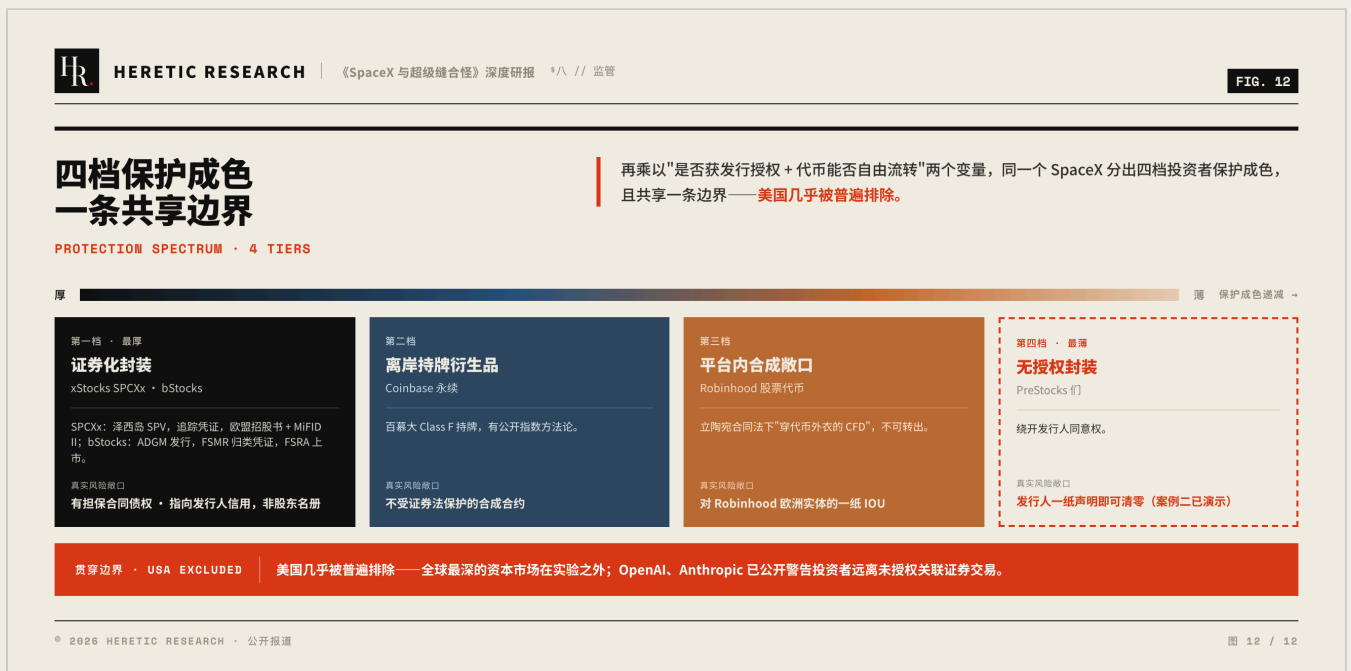 HR.
HERETIC RESEARCH
《SpaceX 与超级缝合怪》深度研报
§八 // 监管
FIG. 12
四档保护成色
一条共享边界
PROTECTION SPECTRUM · 4 TIERS
再乘以"是否获发行授权 + 代币能否自由流转"两个变量，同一个 SpaceX 分出四档投资者保护成色，
且共享一条边界——美国几乎被普遍排除。
厚
薄 保护成色递减 →
第一档 · 最厚
证券化封装
xStocks SPCXx · bStocks
SPCXx：泽西岛 SPV，追踪凭证，欧盟招股书 + MiFID
II；bStocks：ADGM 发行，FSMR 归类凭证，FSRA 上
市。
真实风险敞口
有担保合同债权 · 指向发行人信用，非股东名册
第二档
离岸持牌衍生品
Coinbase 永续
百慕大 Class F 持牌，有公开指数方法论。
真实风险敞口
不受证券法保护的合成合约
第三档
平台内合成敞口
Robinhood 股票代币
立陶宛合同法下"穿代币外衣的 CFD"，不可转出。
真实风险敞口
对 Robinhood 欧洲实体的一纸 IOU
第四档 · 最薄
无授权封装
PreStocks 们
绕开发行人同意权。
真实风险敞口
发行人一纸声明即可清零（案例二已演示）
贯穿边界 · USA EXCLUDED
美国几乎被普遍排除——全球最深的资本市场在实验之外；OpenAI、Anthropic 已公开警告投资者远离未授权关联证券交易。
© 2026 HERETIC RESEARCH · 公开报道
图 12 / 12